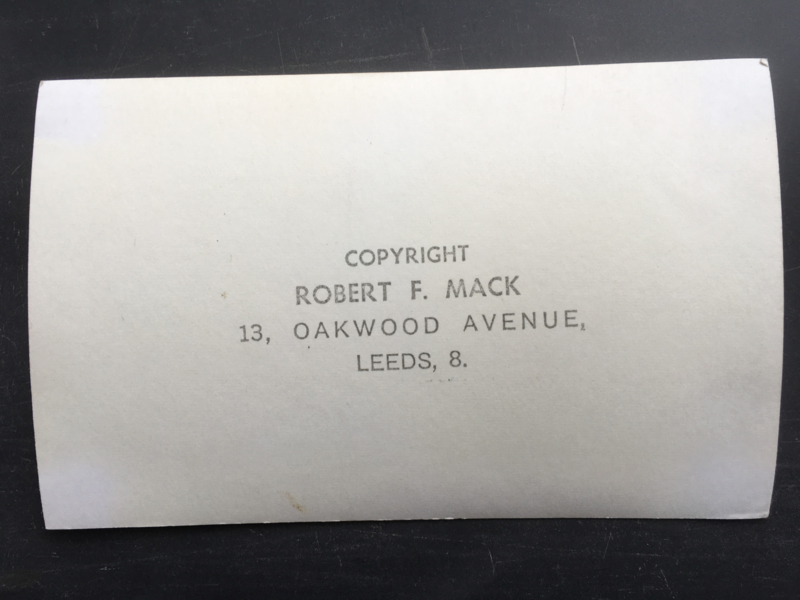 COPYRIGHT
ROBERT F. MACK
13, OAKWOOD AVENUE,
LEEDS, 8.